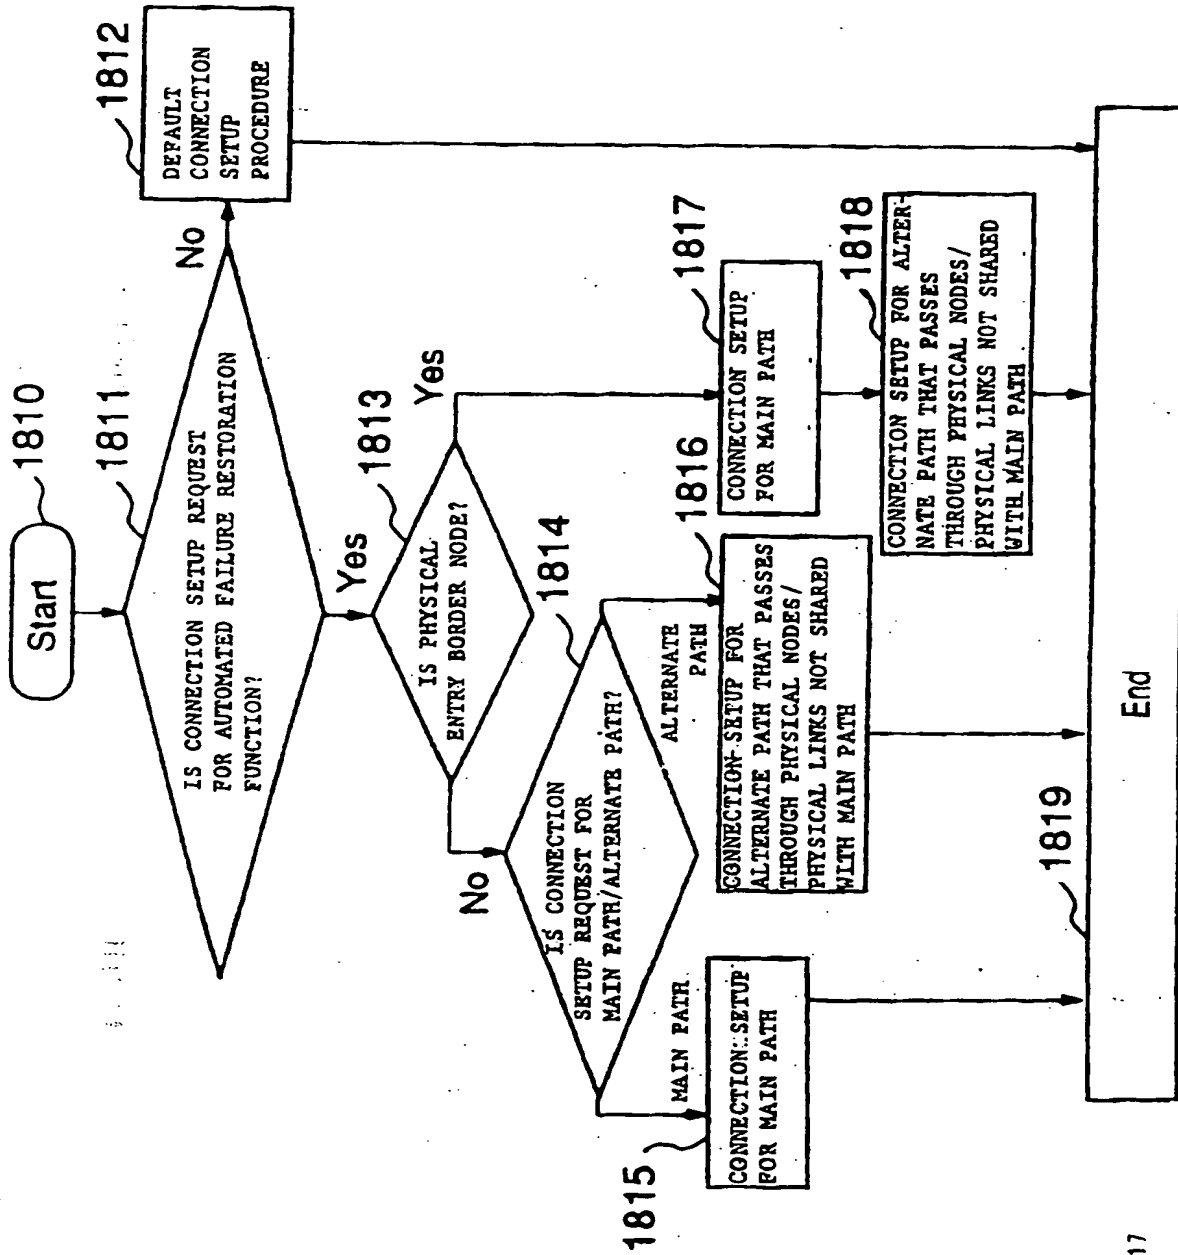 1810
Start
1811
IS CONNECTION SETUP REQUEST
FOR AUTOMATED FAILURE RESTORATION
FUNCTION?
No
1812
DEFAULT
CONNECTION
SETUP
PROCEDURE
Yes
1813
IS PHYSICAL
ENTRY BORDER NODE?
Yes
No
1814
IS CONNECTION
SETUP REQUEST FOR
MAIN PATH/ALTERNATE PATH?
MAIN PATH
ALTERNATE
PATH
1815
CONNECTION SETUP
FOR MAIN PATH
1816
CONNECTION SETUP FOR
ALTERNATE PATH THAT PASSES
THROUGH PHYSICAL NODES/
PHYSICAL LINKS NOT SHARED
WITH MAIN PATH
1817
CONNECTION SETUP
FOR MAIN PATH
1818
CONNECTION SETUP FOR ALTER-
NATE PATH THAT PASSES
THROUGH PHYSICAL NODES/
PHYSICAL LINKS NOT SHARED
WITH MAIN PATH
1819
End
17